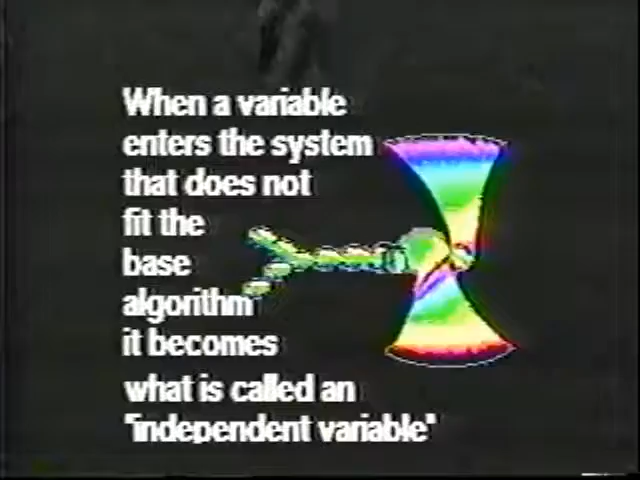 When a variable
enters the system
that does not
fit the
base
algorithm
it becomes
what is called an
"independent variable"